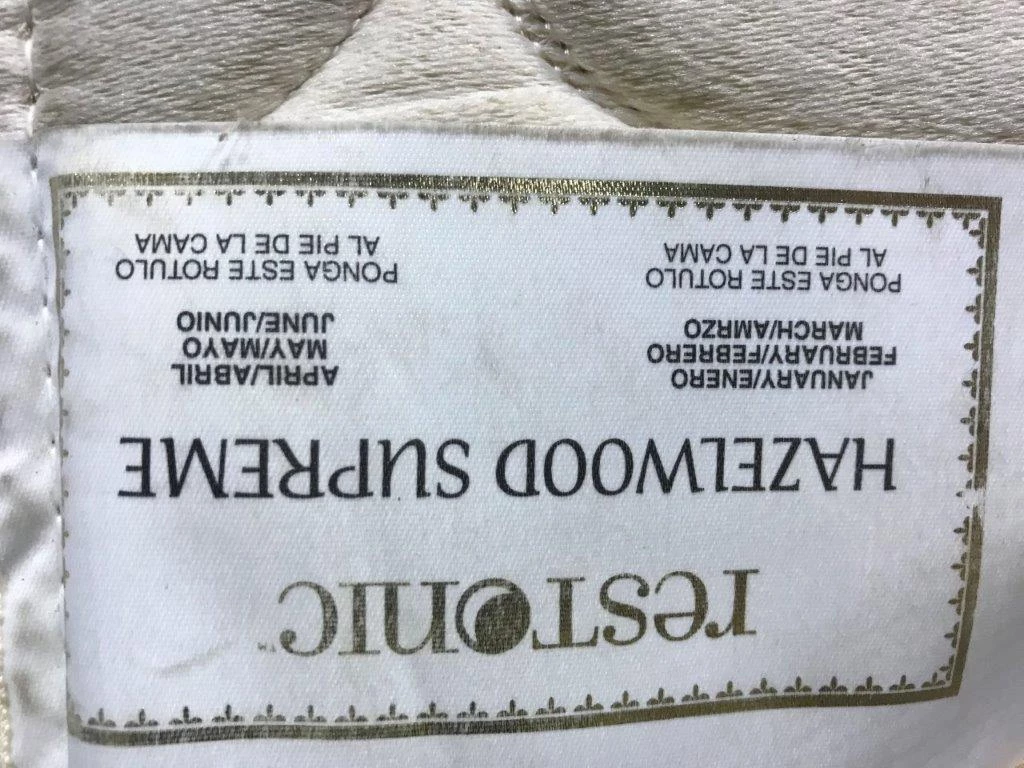 resTonic™
HAZELWOOD SUPREME
JANUARY/ENERO
FEBRUARY/FEBRERO
MARCH/AMRZO
APRIL/ABRIL
MAY/MAYO
JUNE/JUNIO
PONGA ESTE ROTULO
AL PIE DE LA CAMA
PONGA ESTE ROTULO
AL PIE DE LA CAMA